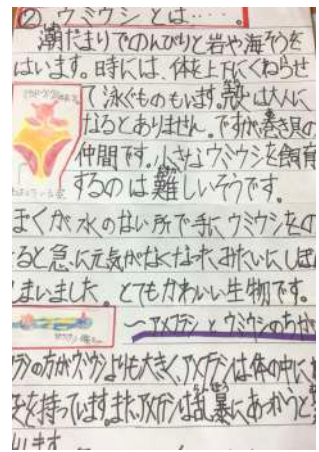 ② ウミウシとは…‥。
潮だまりでのんびりと岩や海そうを
はいます。時には、体を上下にくねらせ
て泳ぐものもいます。殻は大人に
なるとありません。ですが巻き貝の
仲間です。小さなウミウシを飼育
するのは難しいそうです。
ぼくが水のない所で手にウミウシをの
ると急に元気がなくなったみたいにしぼ
しまいました。とてもかわいい生物です。
〜アメフラシとウミウシのちが
ラシの方がウミウシよりも大きく、アメフラシは体の中に
を持っています。また、アメフラシは乱暴にあつかうと
します